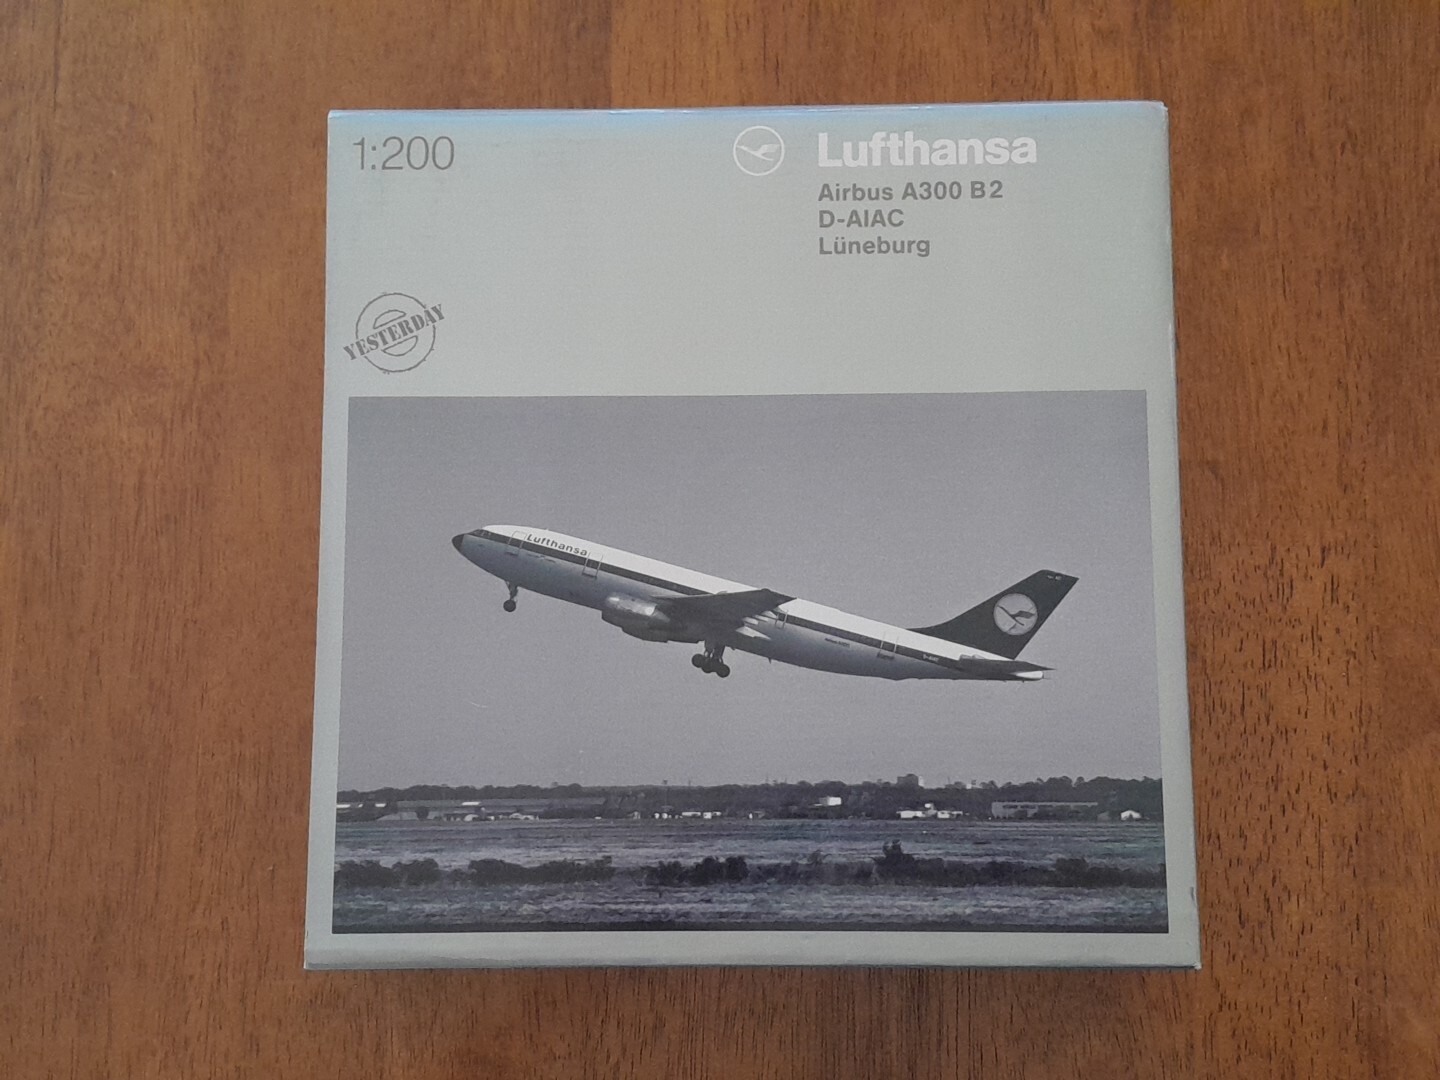 1:200
Lufthansa
Airbus A300 B2
D-AIAC
Lüneburg
YESTERDAY
Lufthansa